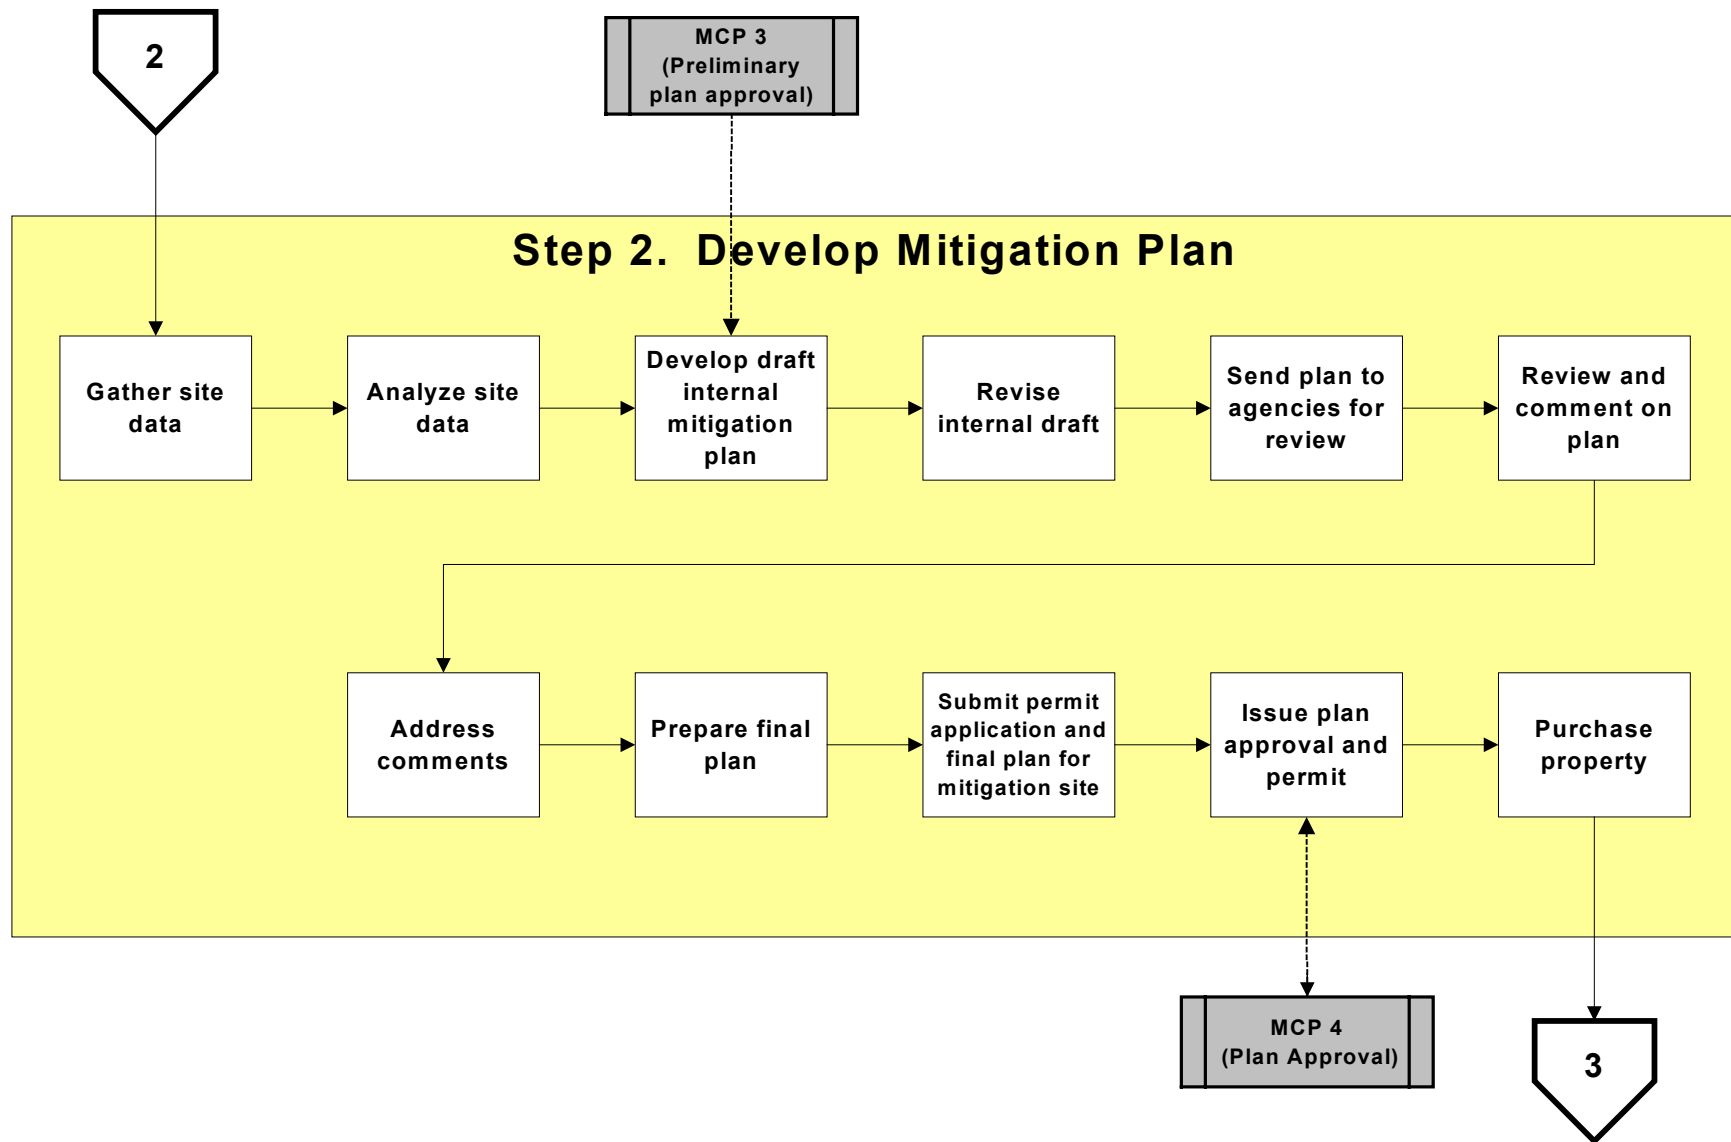 2
MCP 3
(Preliminary
plan approval)
Step 2. Develop Mitigation Plan
Gather site
data
Analyze site
data
Develop draft
internal
mitigation
plan
Revise
internal draft
Send plan to
agencies for
review
Review and
comment on
plan
Address
comments
Prepare final
plan
Submit permit
application and
final plan for
mitigation site
Issue plan
approval and
permit
Purchase
property
MCP 4
(Plan Approval)
3